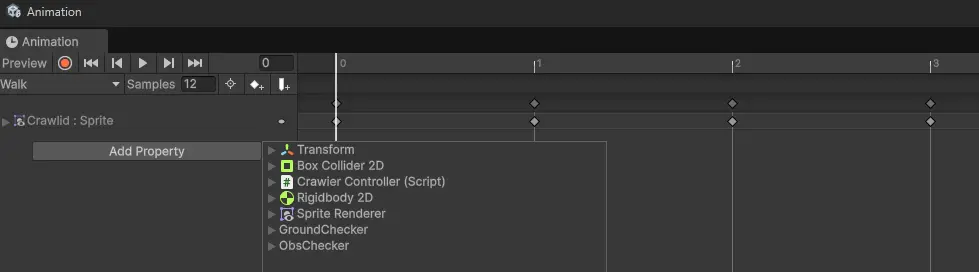 Animation
Animation
Preview 0 0 1 2 3
Walk Samples 12
Crawlid : Sprite
Add Property
Transform
Box Collider 2D
Crawler Controller (Script)
Rigidbody 2D
Sprite Renderer
GroundChecker
ObsChecker